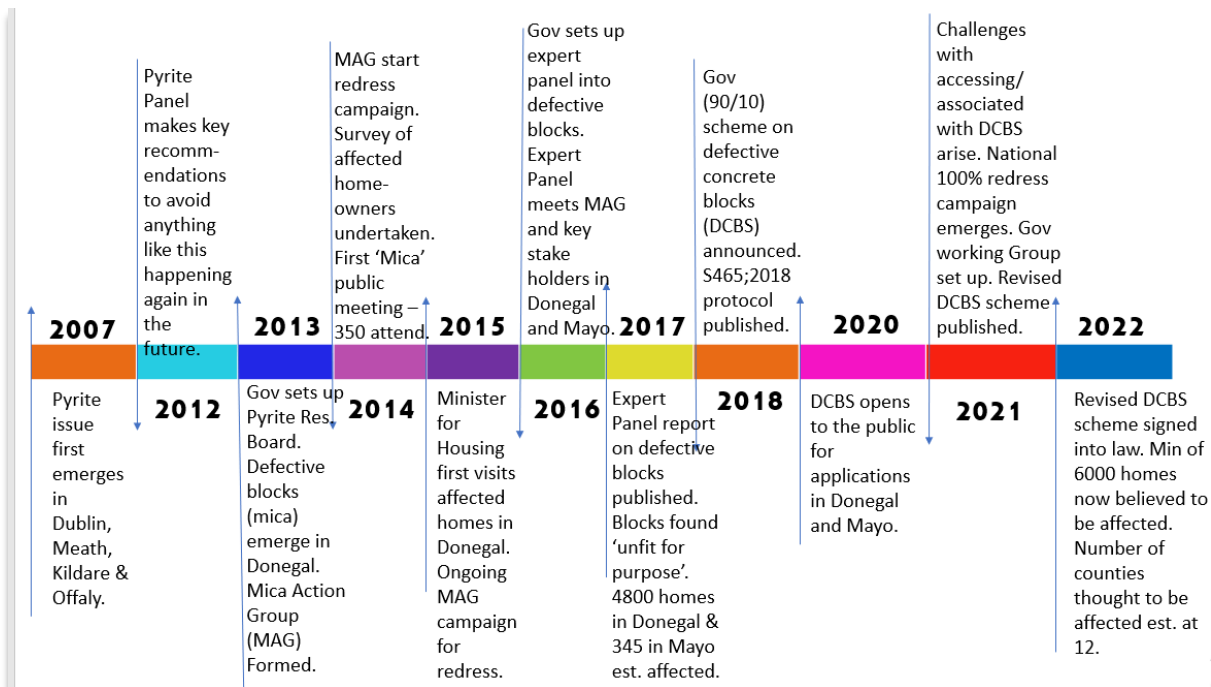 2007
Pyrite
issue
first
emerges
in
Dublin,
Meath,
Kildare &
Offaly.
Pyrite
Panel
makes key
recomm-
endations
to avoid
anything
like this
happening
again in
the
future.
2012
2013
Gov sets up
Pyrite Res.
Board.
Defective
blocks
(mica)
emerge in
Donegal.
Mica Action
Group
(MAG)
Formed.
MAG start
redress
campaign.
Survey of
affected
home-
owners
undertaken.
First ‘Mica’
public
meeting –
350 attend.
2014
2015
Minister
for
Housing
first visits
affected
homes in
Donegal.
Ongoing
MAG
campaign
for
redress.
Gov sets up
expert
panel into
defective
blocks.
Expert
Panel
meets MAG
and key
stake
holders in
Donegal
and Mayo.
2016
2017
Expert
Panel report
on defective
blocks
published.
Blocks found
‘unfit for
purpose’.
4800 homes
in Donegal &
345 in Mayo
est. affected.
Gov
(90/10)
scheme on
defective
concrete
blocks
(DCBS)
announced.
S465;2018
protocol
published.
2018
2020
DCBS opens
to the public
for
applications
in Donegal
and Mayo.
Challenges
with
accessing/
associated
with DCBS
arise. National
100% redress
campaign
emerges. Gov
working Group
set up. Revised
DCBS scheme
published.
2021
2022
Revised DCBS
scheme signed
into law. Min of
6000 homes
now believed to
be affected.
Number of
counties
thought to be
affected est. at
12.